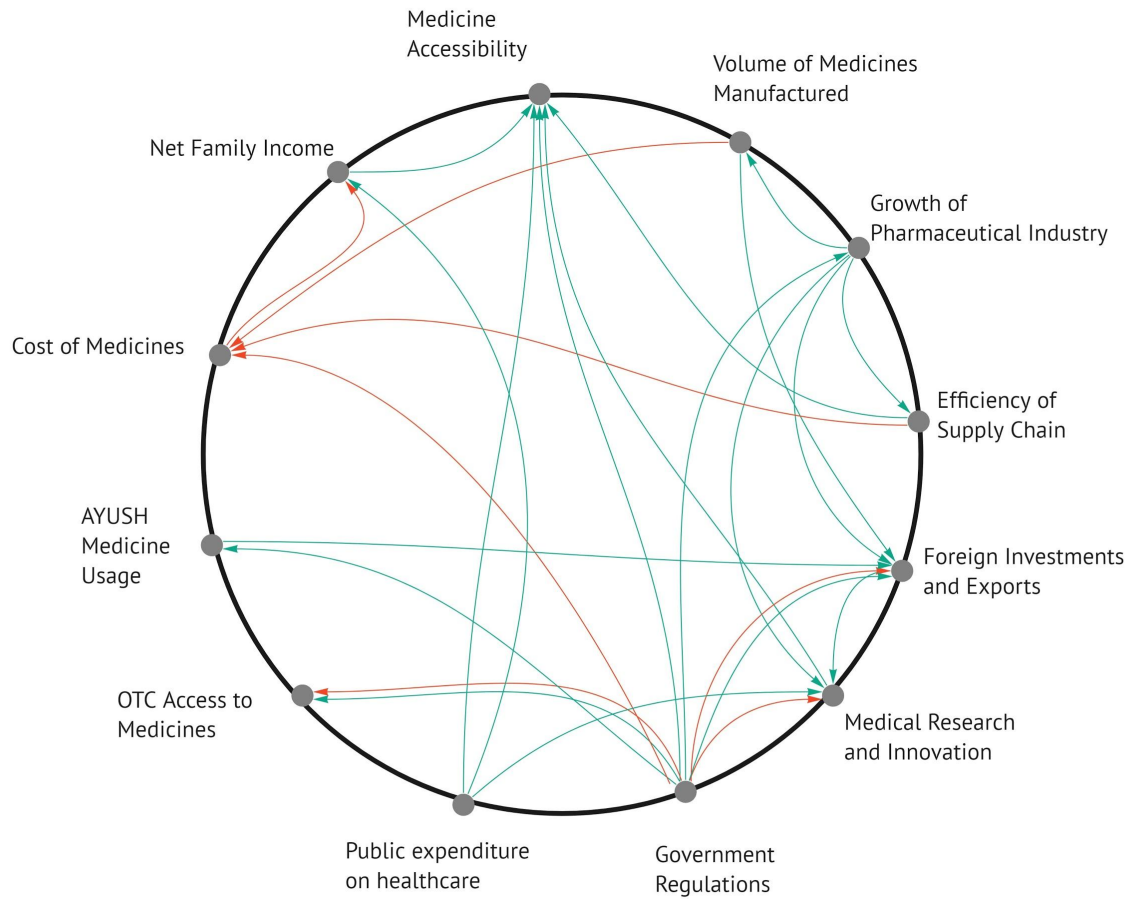 Medicine
Accessibility
Volume of Medicines
Manufactured
Net Family Income
Growth of
Pharmaceutical Industry
Cost of Medicines
Efficiency of
Supply Chain
AYUSH
Medicine
Usage
Foreign Investments
and Exports
OTC Access to
Medicines
Medical Research
and Innovation
Public expenditure
on healthcare
Government
Regulations